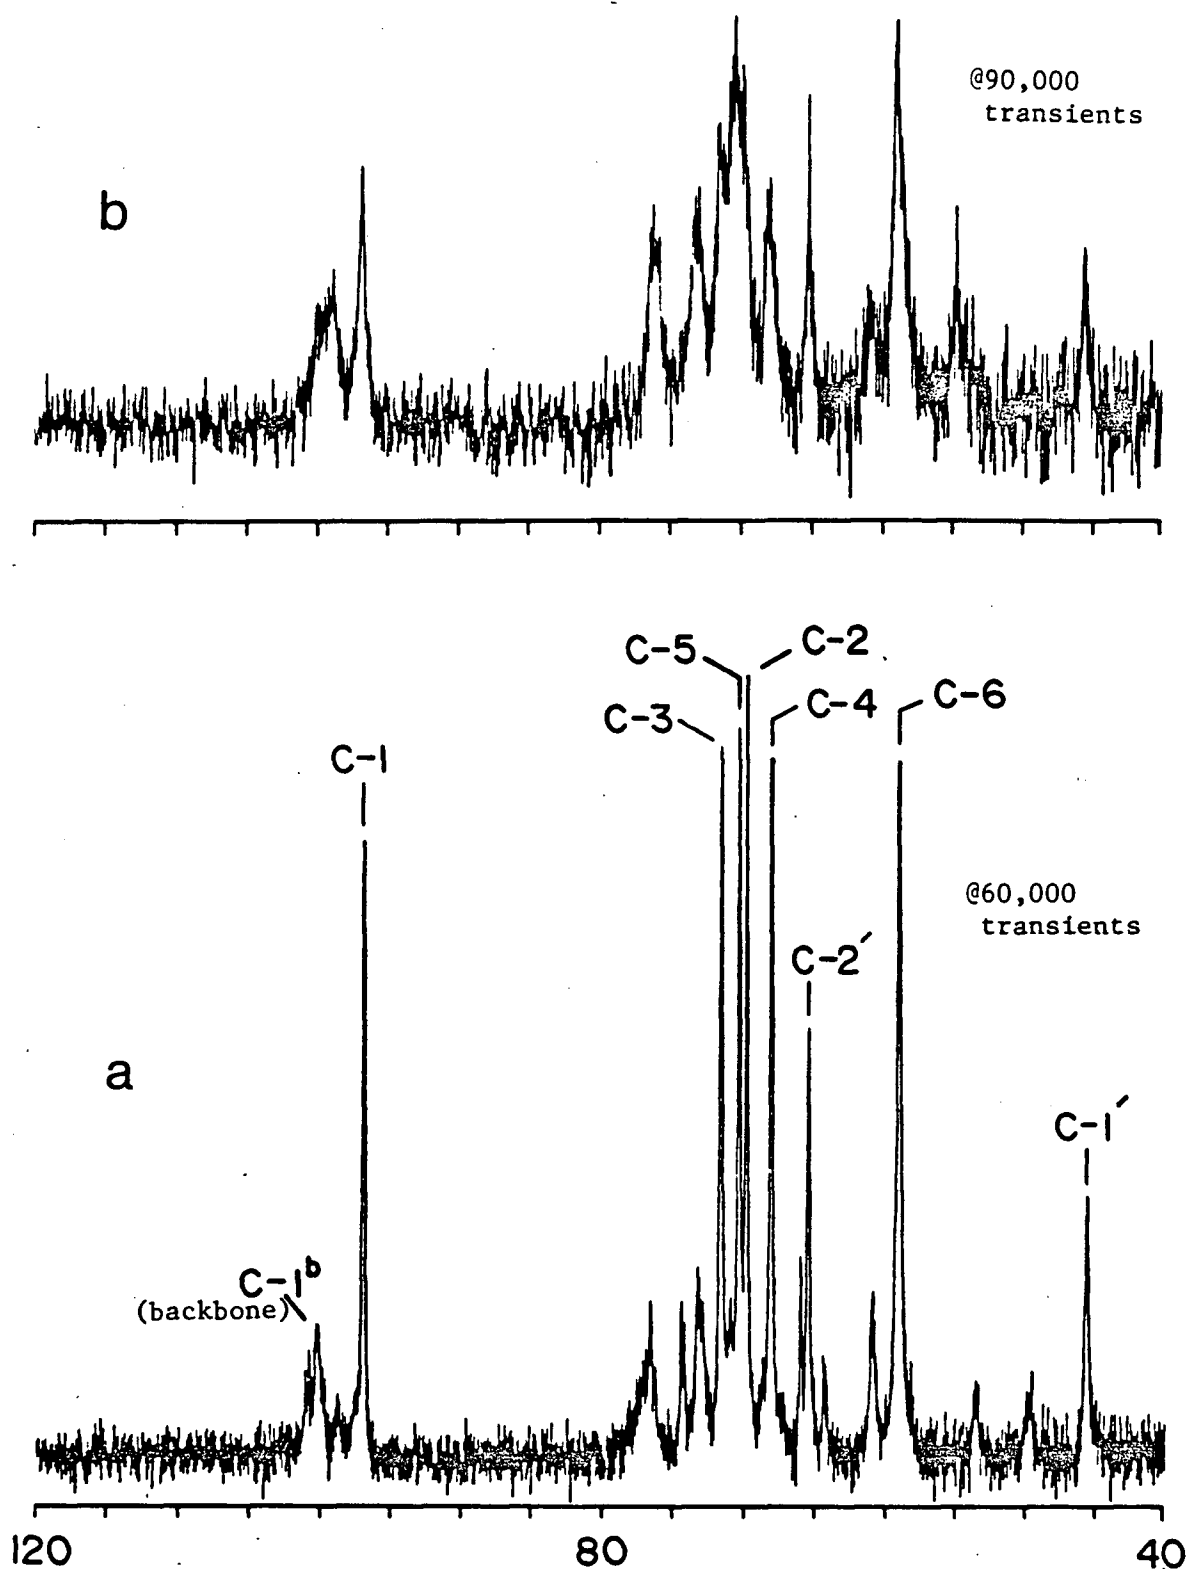 @90,000
transients
b
C-5
C-2
C-3
C-4
C-6
C-1
@60,000
transients
C-2′
a
C-1′
C-1ᵇ
(backbone)
120
80
40